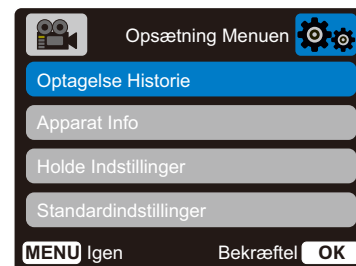 Opsætning Menuen
Optagelse Historie
Apparat Info
Holde Indstillinger
Standardindstillinger
MENU Igen Bekræftel OK